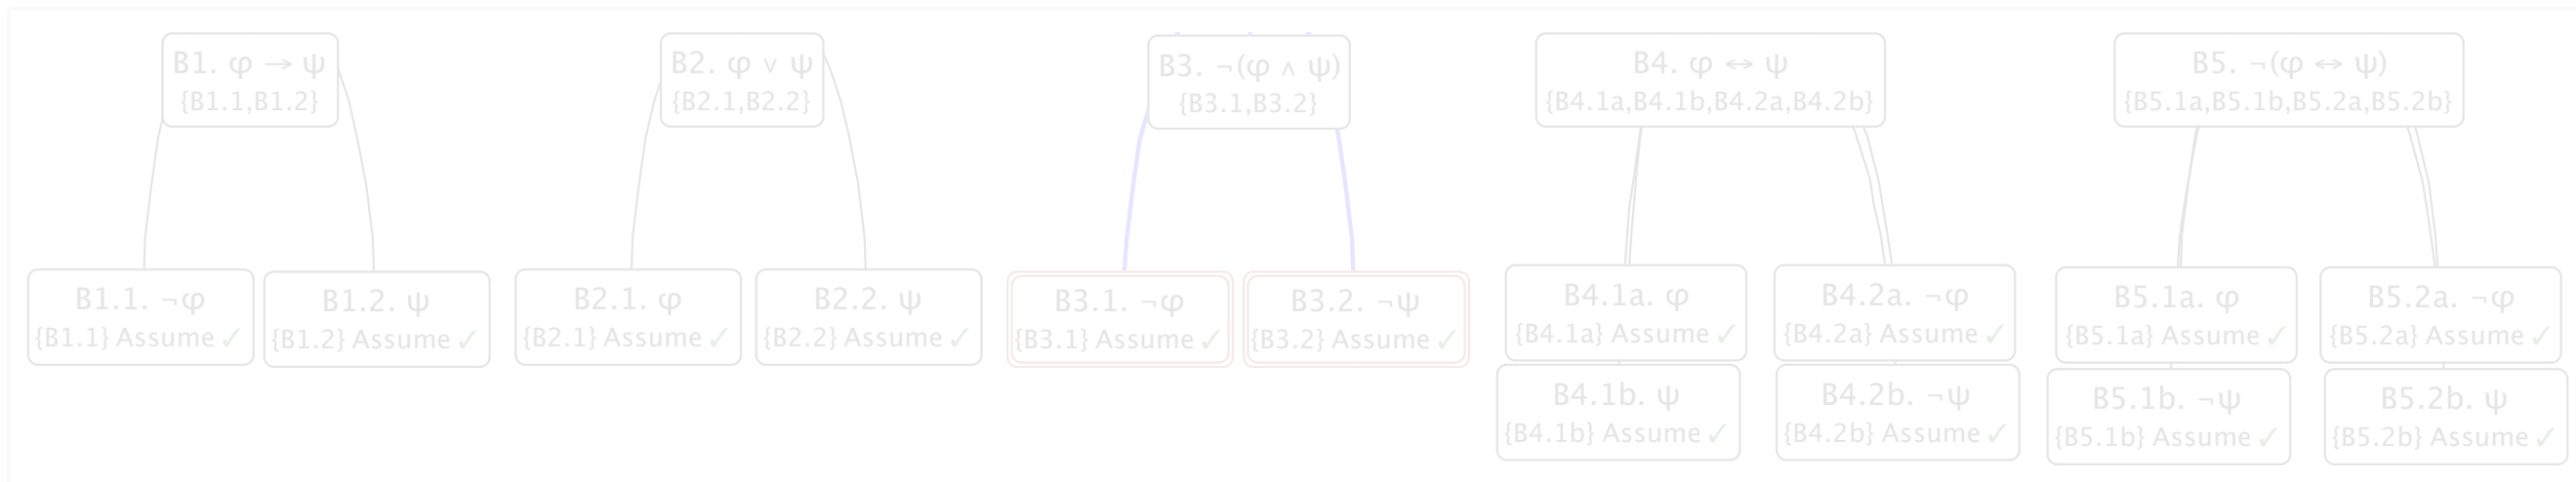 B1. φ → ψ
{B1.1,B1.2}
B2. φ ∨ ψ
{B2.1,B2.2}
B3. ¬(φ ∧ ψ)
{B3.1,B3.2}
B4. φ ↔ ψ
{B4.1a,B4.1b,B4.2a,B4.2b}
B5. ¬(φ ↔ ψ)
{B5.1a,B5.1b,B5.2a,B5.2b}
B1.1. ¬φ
{B1.1} Assume ✓
B1.2. ψ
{B1.2} Assume ✓
B2.1. φ
{B2.1} Assume ✓
B2.2. ψ
{B2.2} Assume ✓
B3.1. ¬φ
{B3.1} Assume ✓
B3.2. ¬ψ
{B3.2} Assume ✓
B4.1a. φ
{B4.1a} Assume ✓
B4.2a. ¬φ
{B4.2a} Assume ✓
B5.1a. φ
{B5.1a} Assume ✓
B5.2a. ¬φ
{B5.2a} Assume ✓
B4.1b. ψ
{B4.1b} Assume ✓
B4.2b. ¬ψ
{B4.2b} Assume ✓
B5.1b. ¬ψ
{B5.1b} Assume ✓
B5.2b. ψ
{B5.2b} Assume ✓